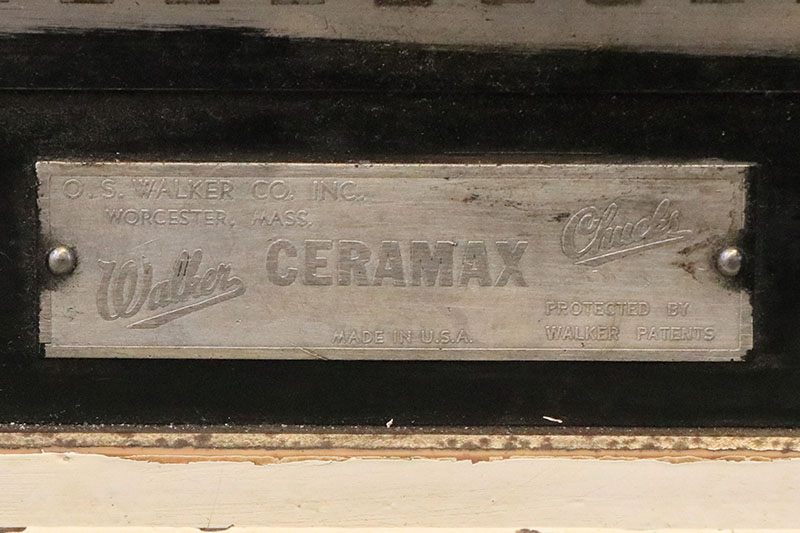 O. S. WALKER CO. INC.,
WORCESTER, MASS.
Walker CERAMAX Chucks
MADE IN U.S.A.
PROTECTED BY
WALKER PATENTS